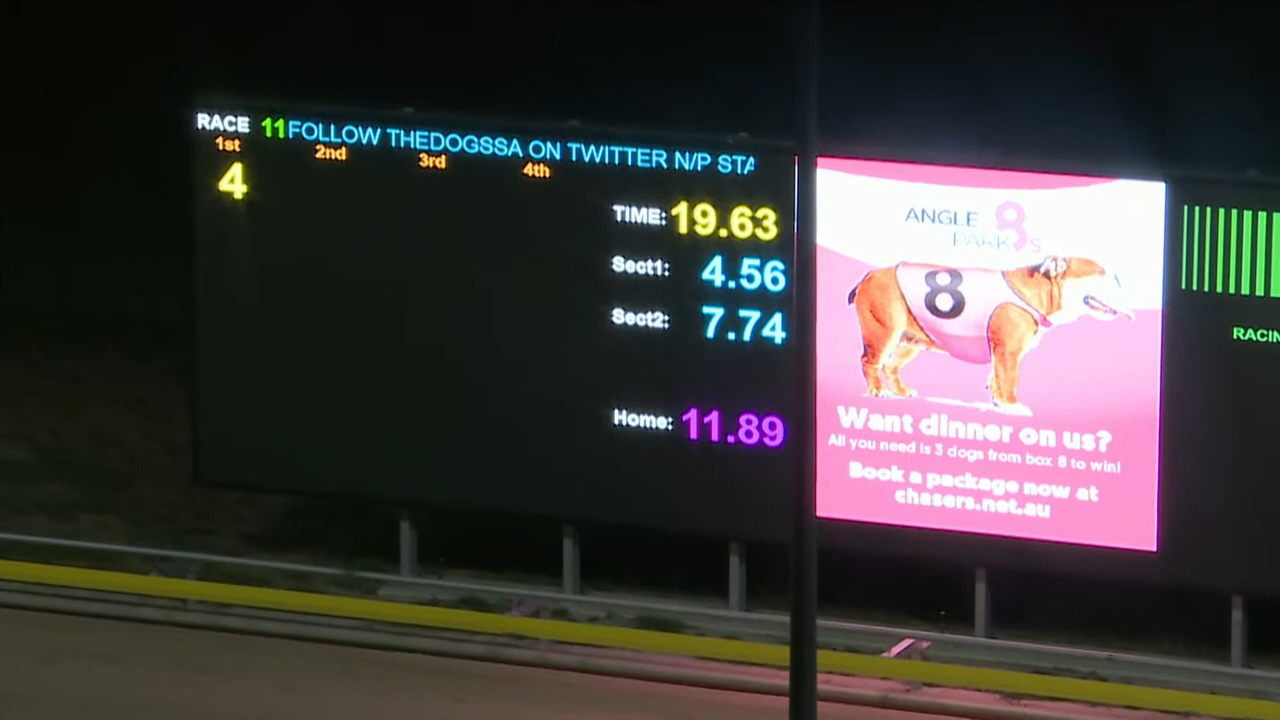 RACE 11 FOLLOW THEDOGSSA ON TWITTER N/P STA
1st 2nd 3rd 4th
4
TIME: 19.63
Sect1: 4.56
Sect2: 7.74
Home: 11.89
ANGLE
PARK 8s
8
Want dinner on us?
All you need is 3 dogs from box 8 to win!
Book a package now at
chasers.net.au
RACIN